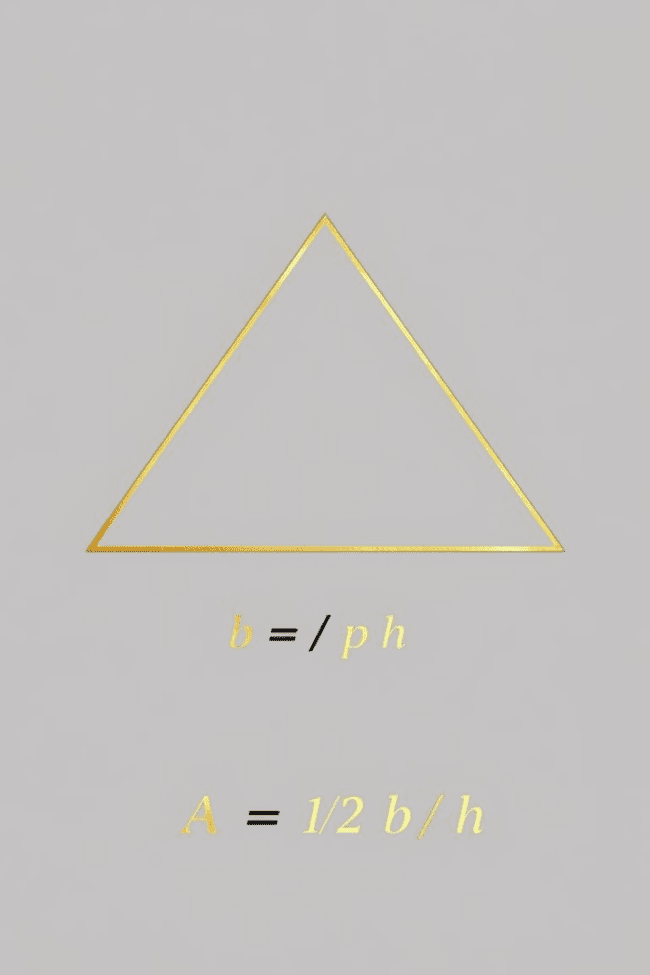 b = / p h
A = 1/2 b / h